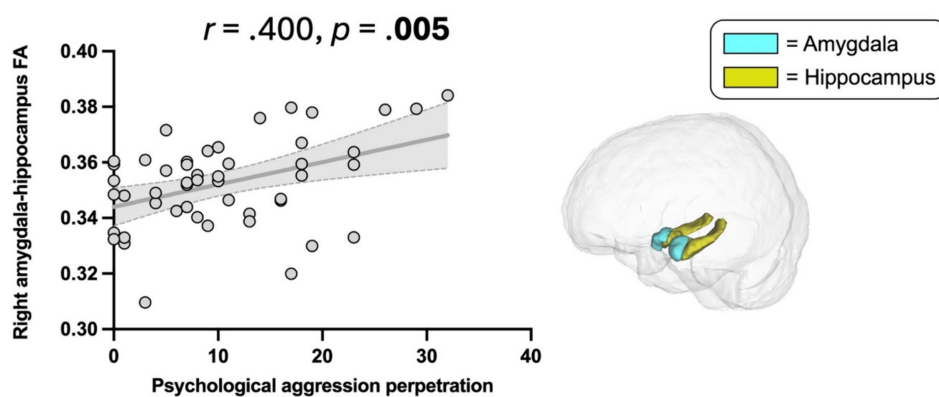 r = .400, p = .005
Right amygdala-hippocampus FA
0.40
0.38
0.36
0.34
0.32
0.30
0
10
20
30
40
Psychological aggression perpetration
= Amygdala
= Hippocampus